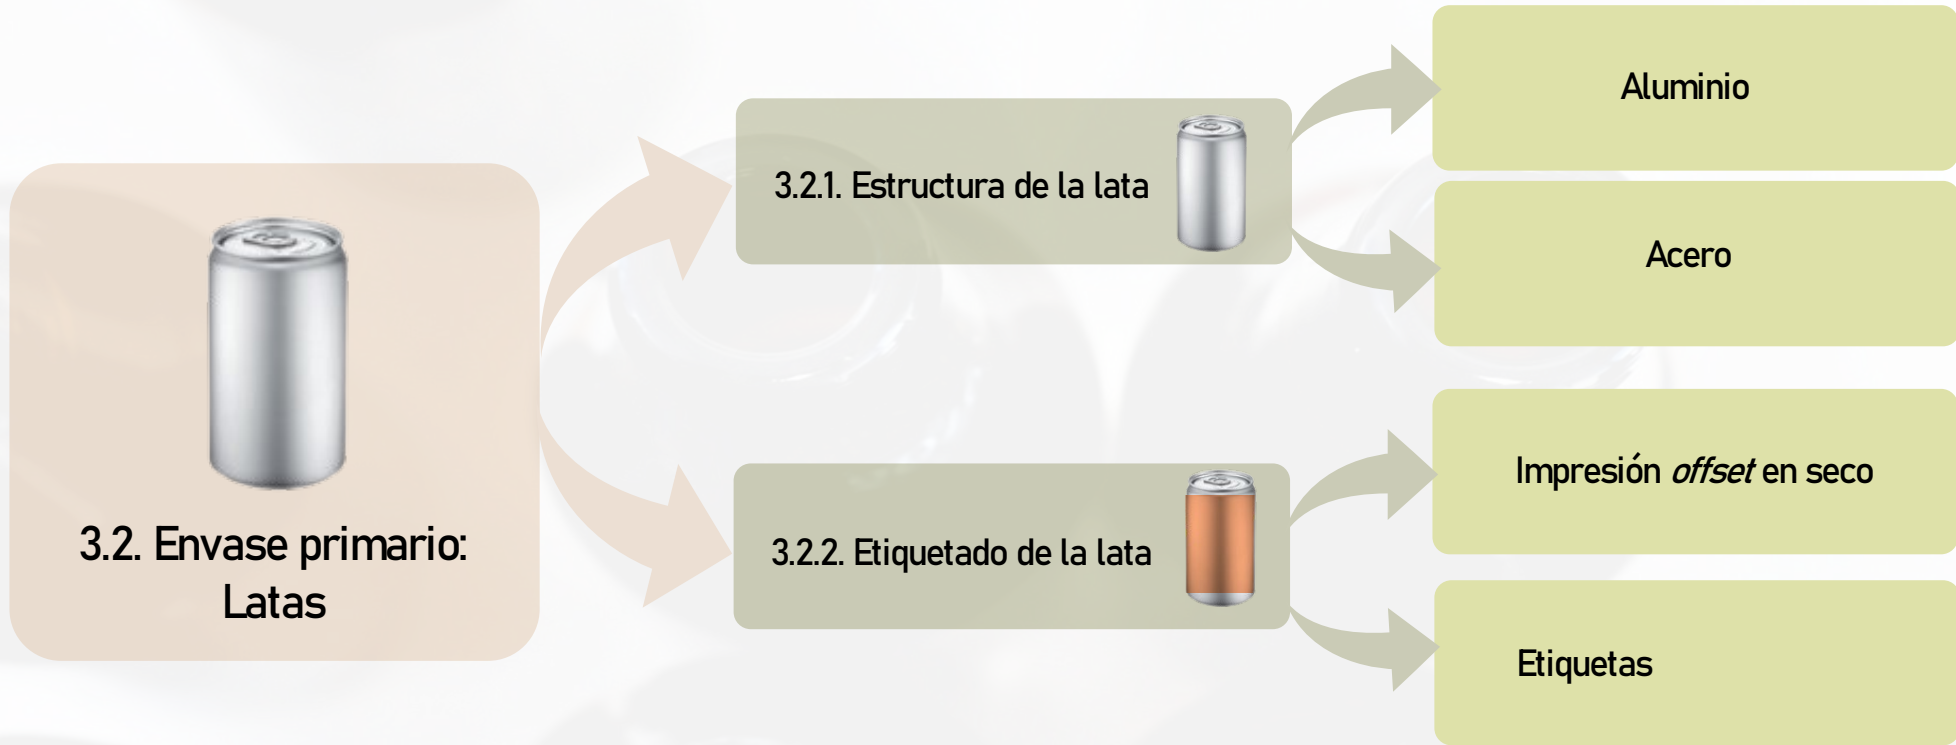 3.2. Envase primario:
Latas
3.2.1. Estructura de la lata
Aluminio
Acero
3.2.2. Etiquetado de la lata
Impresión offset en seco
Etiquetas